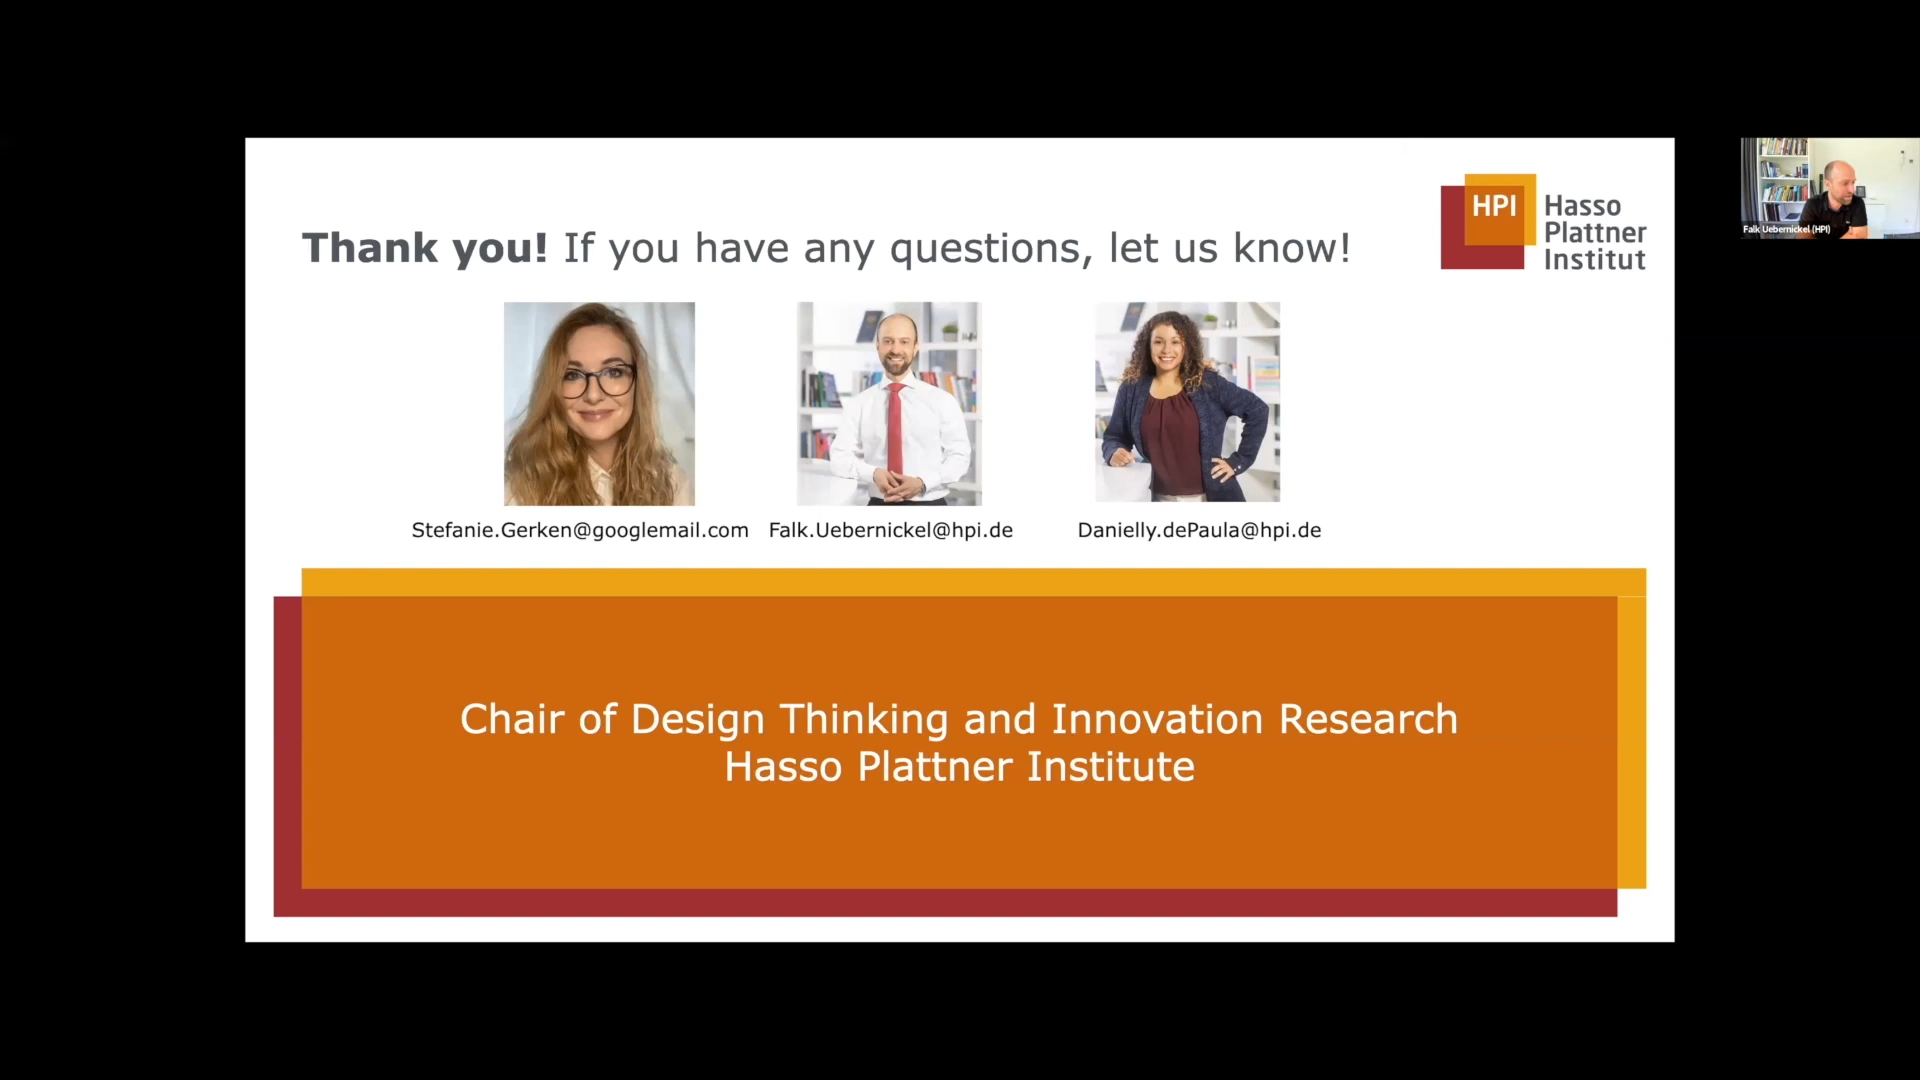 Thank you! If you have any questions, let us know!
HPI
Hasso
Plattner
Institut
Falk Uebernickel (HPI)
Stefanie.Gerken@googlemail.com
Falk.Uebernickel@hpi.de
Danielly.dePaula@hpi.de
Chair of Design Thinking and Innovation Research
Hasso Plattner Institute